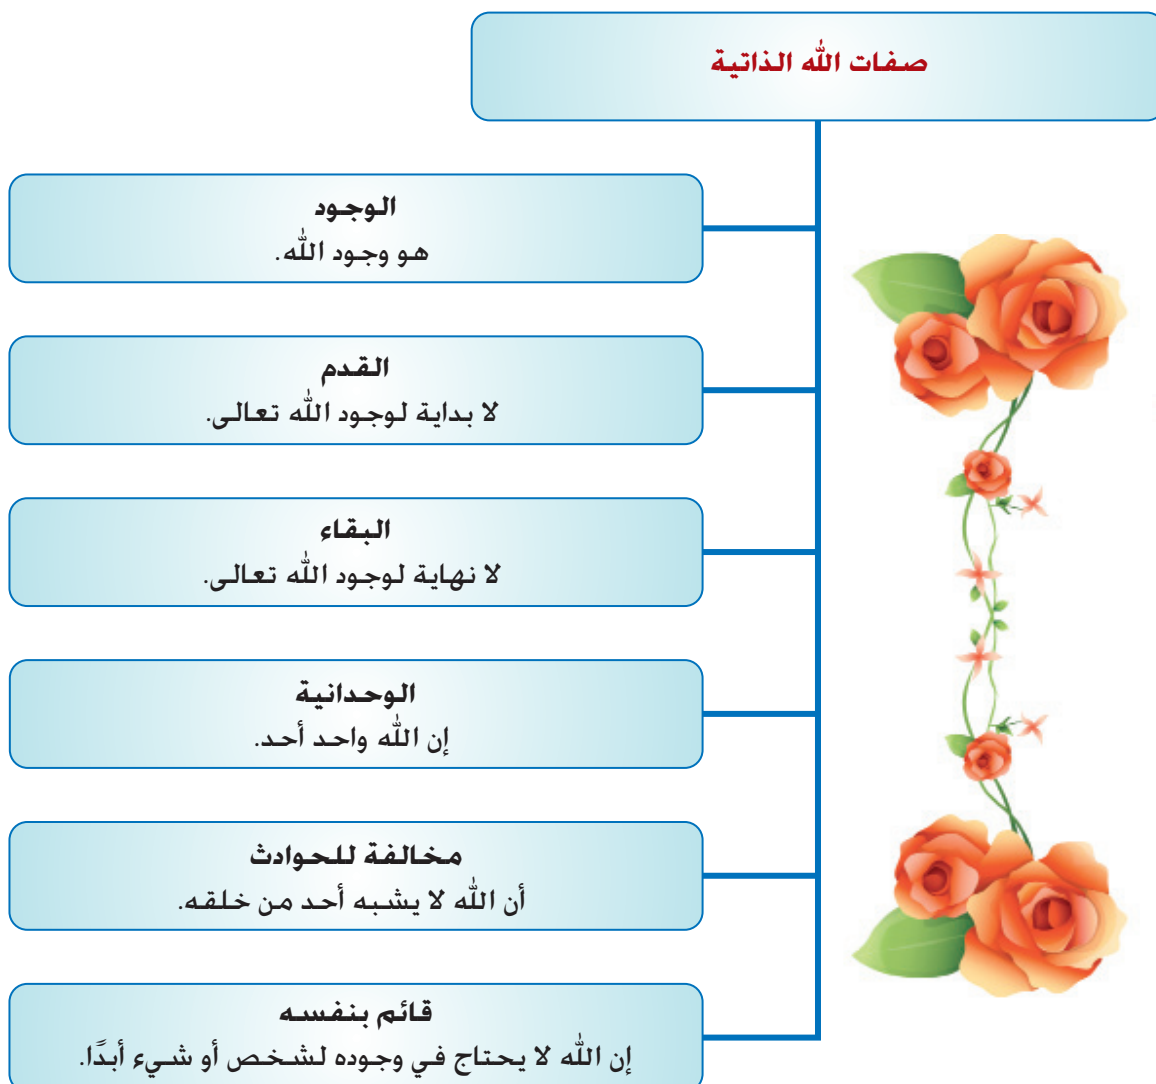 صفات الله الذاتية
الوجود
هو وجود الله.
القدم
لا بداية لوجود الله تعالى.
البقاء
لا نهاية لوجود الله تعالى.
الوحدانية
إن الله واحد أحد.
مخالفة للحوادث
أن الله لا يشبه أحد من خلقه.
قائم بنفسه
إن الله لا يحتاج في وجوده لشخص أو شيء أبدًا.